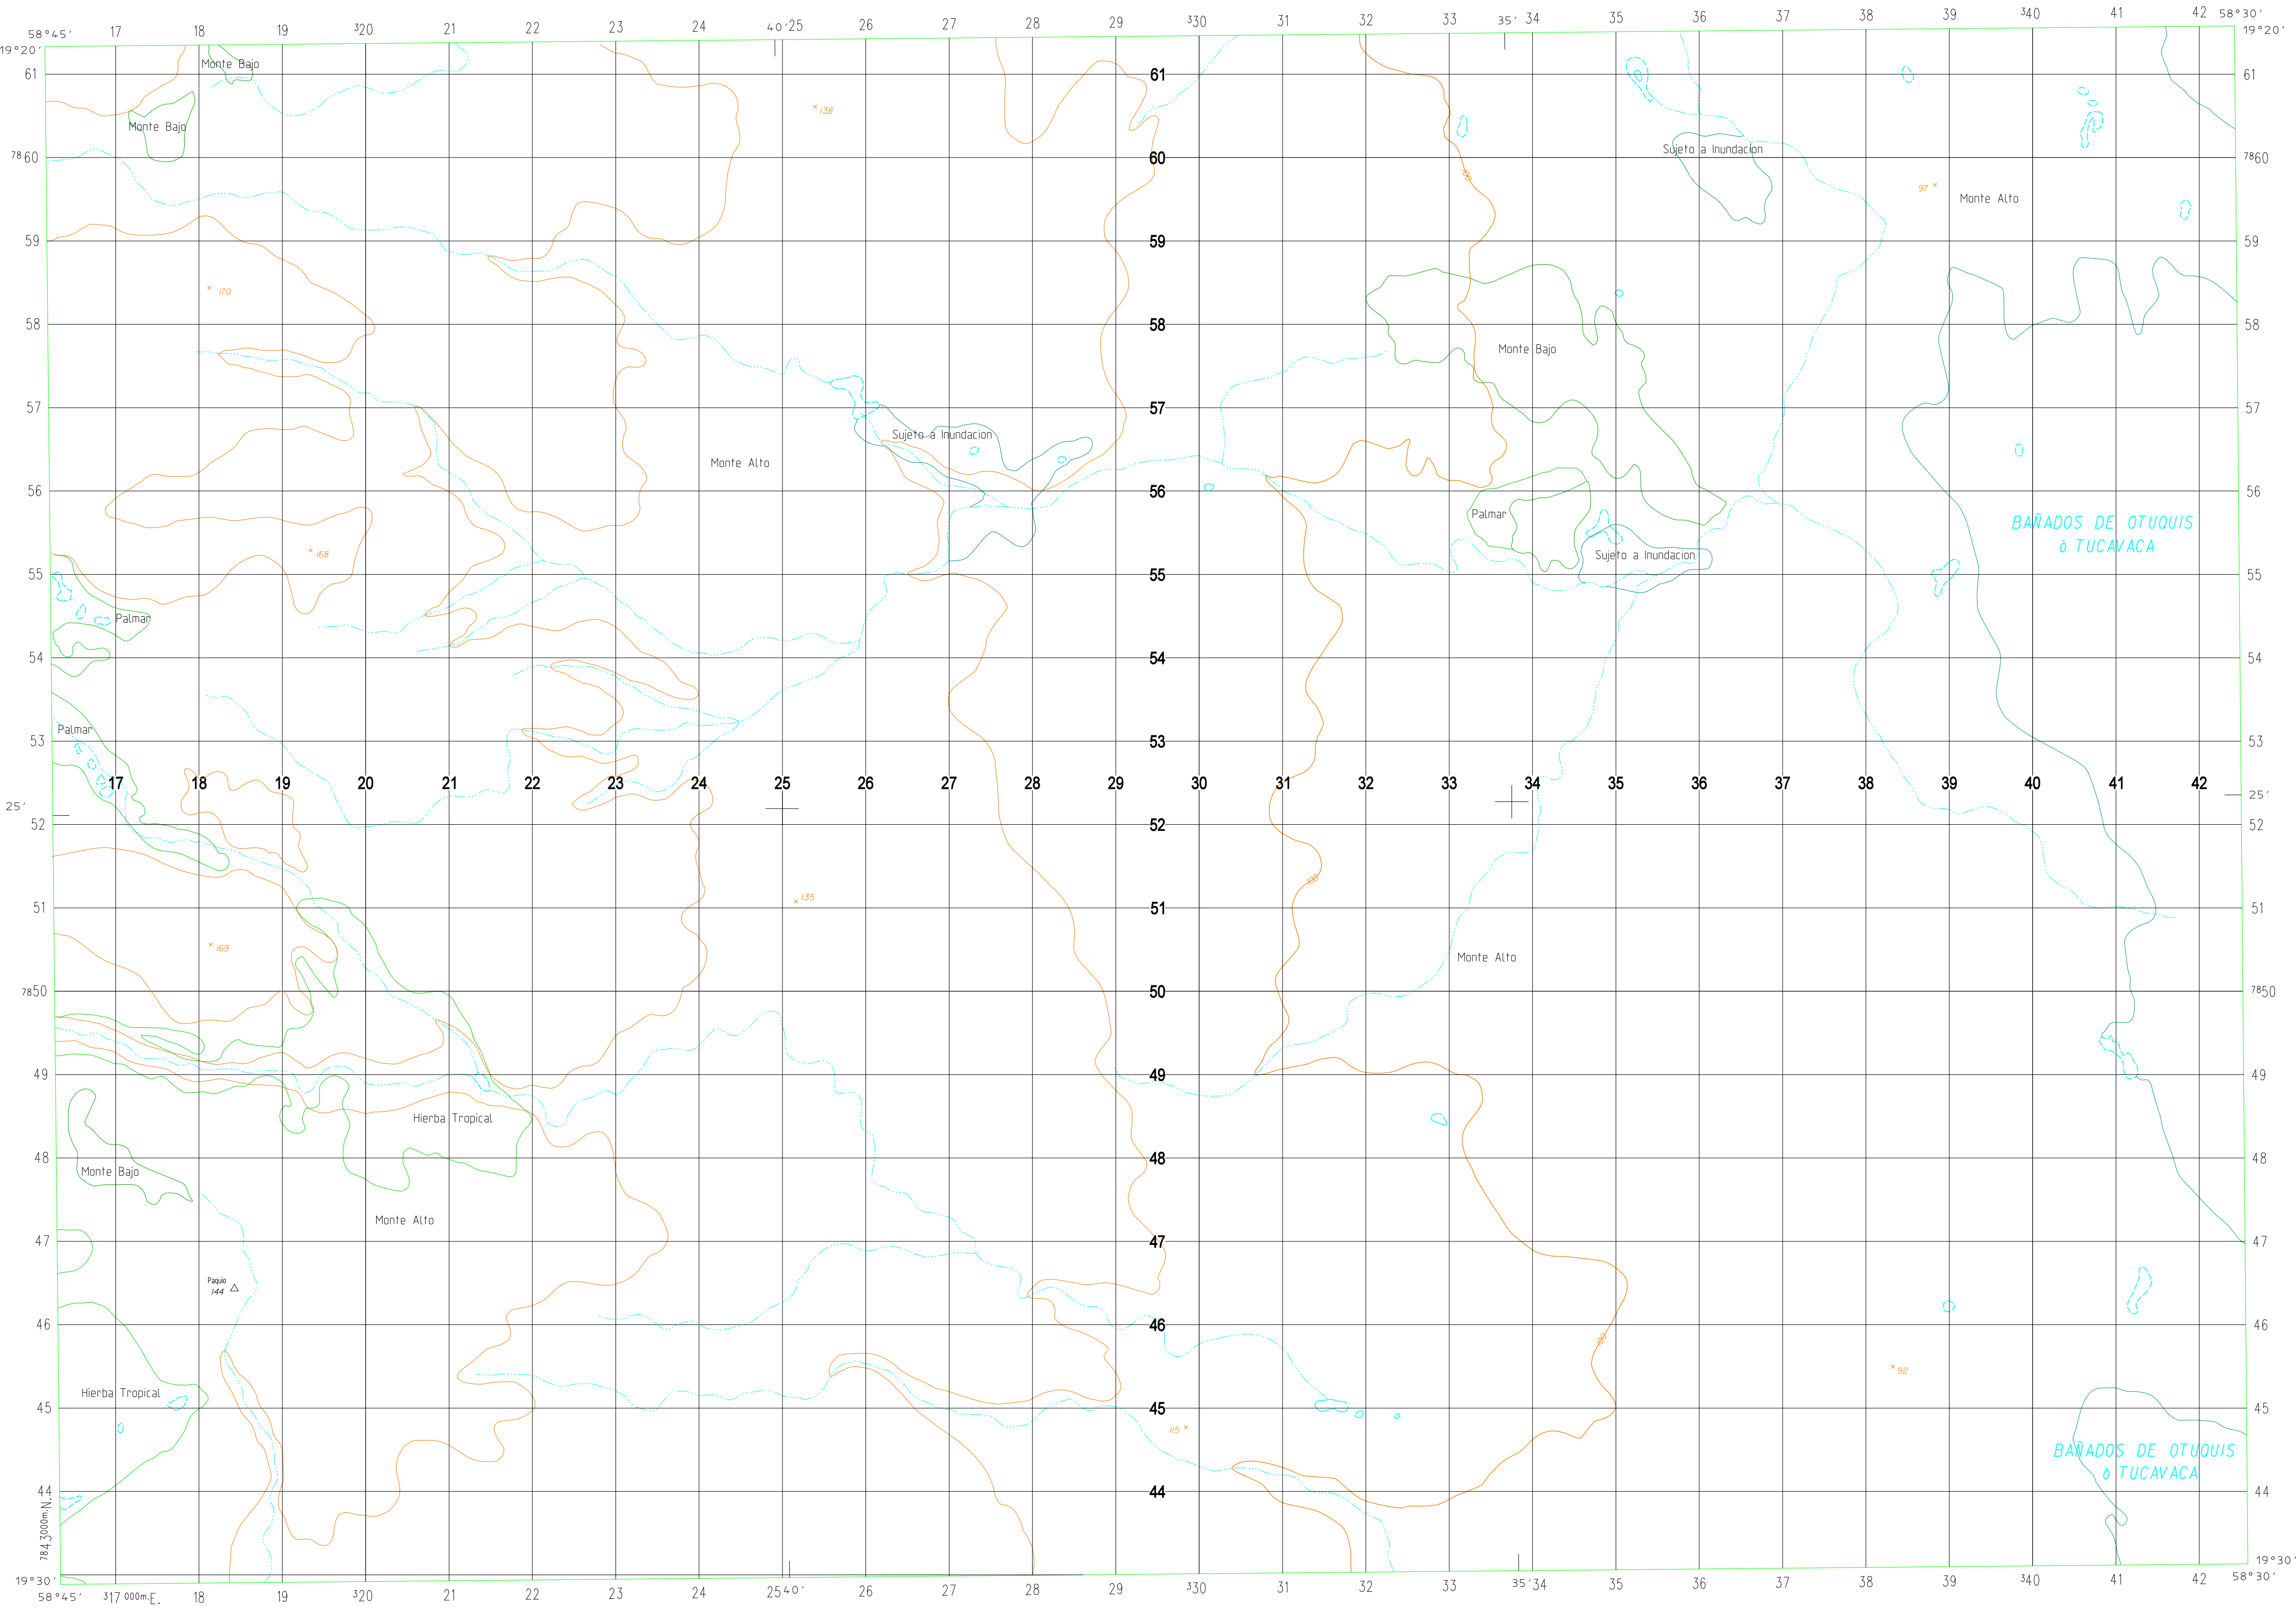 58°45' 17 18 19 320 21 22 23 24 40'25 26 27 28 29 330 31 32 33 35' 34 35 36 37 38 39 340 41 42 58°30'
19°20' 19°20'
Monte Bajo
61 61 61
138
Monte Bajo
Sujeto a Inundacion
7860 60 7860
100
97
Monte Alto
59 59 59
170
58 58 58
Monte Bajo
57 57 57
Sujeto a Inundacion
Monte Alto
56 56 56
Palmar
BAÑADOS DE OTUQUIS
ò TUCAVACA
168
Sujeto a Inundacion
55 55 55
Palmar
54 54 54
Palmar
53 53 53
17 18 19 20 21 22 23 24 25 26 27 28 29 30 31 32 33 34 35 36 37 38 39 40 41 42
25' 25'
52 52 52
100
135
51 51 51
169
Monte Alto
7850 50 7850
49 49 49
Hierba Tropical
48 48 48
Monte Bajo
Monte Alto
47 47 47
Paquio
144
46 46 46
100
92
Hierba Tropical
45 45 45
115
BAÑADOS DE OTUQUIS
ò TUCAVACA
44 44 44
7843000m.N.
19°30' 19°30'
58°45' 317000m.E. 18 19 320 21 22 23 24 25 40' 26 27 28 29 330 31 32 33 35' 34 35 36 37 38 39 340 41 42 58°30'